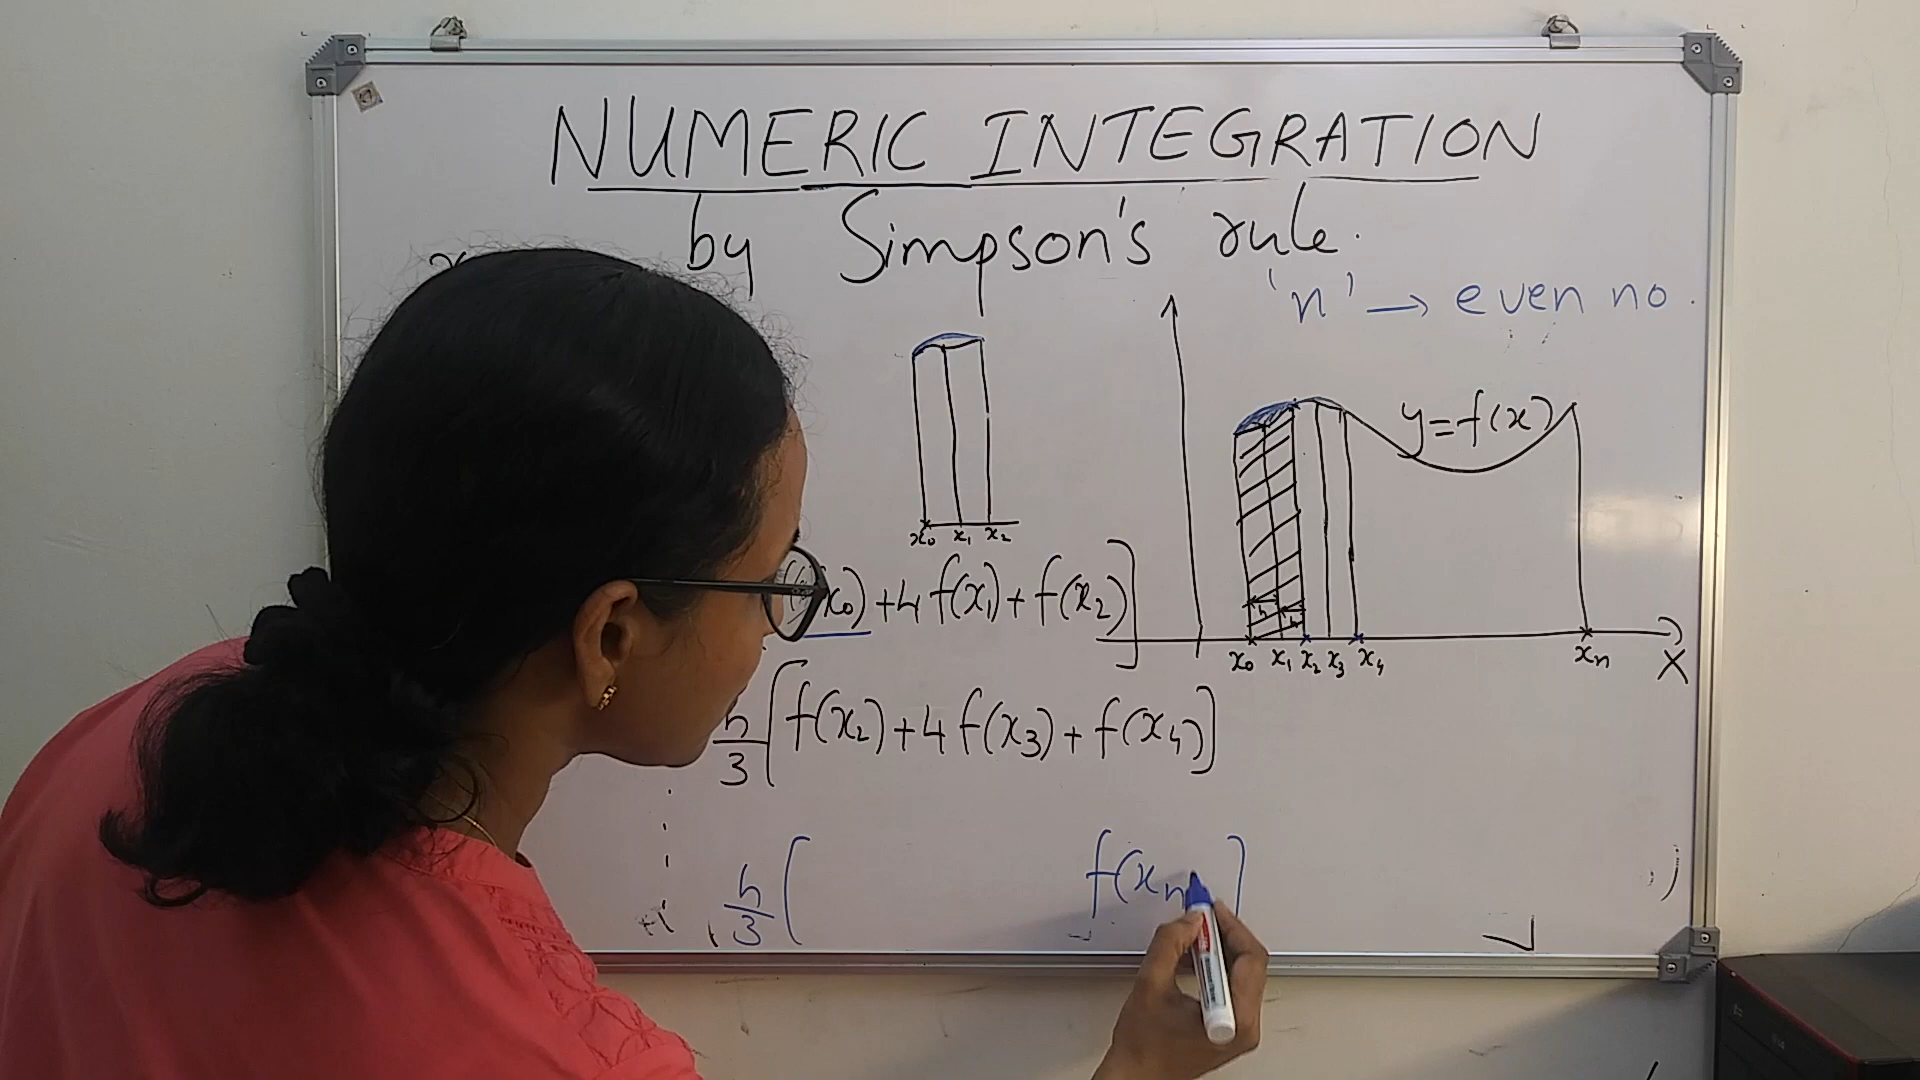 NUMERIC INTEGRATION
by Simpson's rule.
'n' → even no.
y=f(x)
x₀ x₁ x₂
x₀) +4 f(x₁) + f(x₂)]
h
x₀ x₁ x₂ x₃ x₄ xₙ X
h/3 [f(x₂)+4 f(x₃) + f(x₄)]
h/3 [ f(xₙ ]